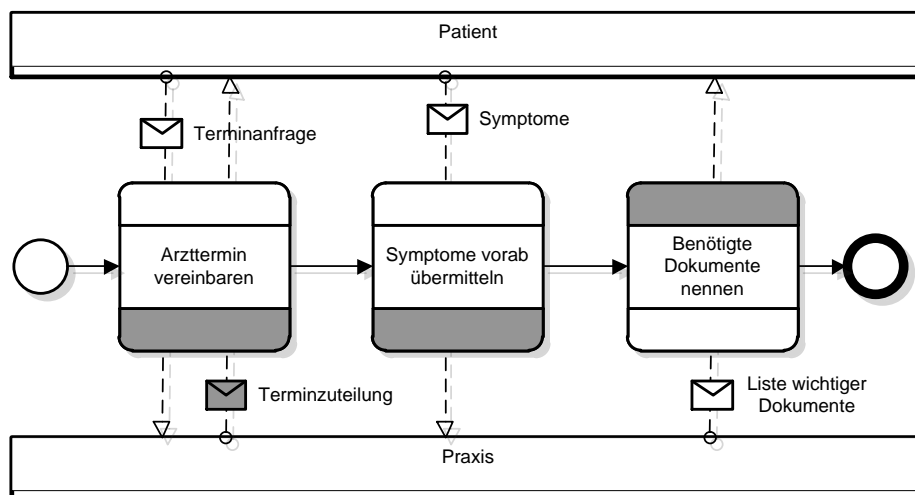 Patient
Terminanfrage
Symptome
Arzttermin
vereinbaren
Symptome vorab
übermitteln
Benötigte
Dokumente
nennen
Terminzuteilung
Liste wichtiger
Dokumente
Praxis